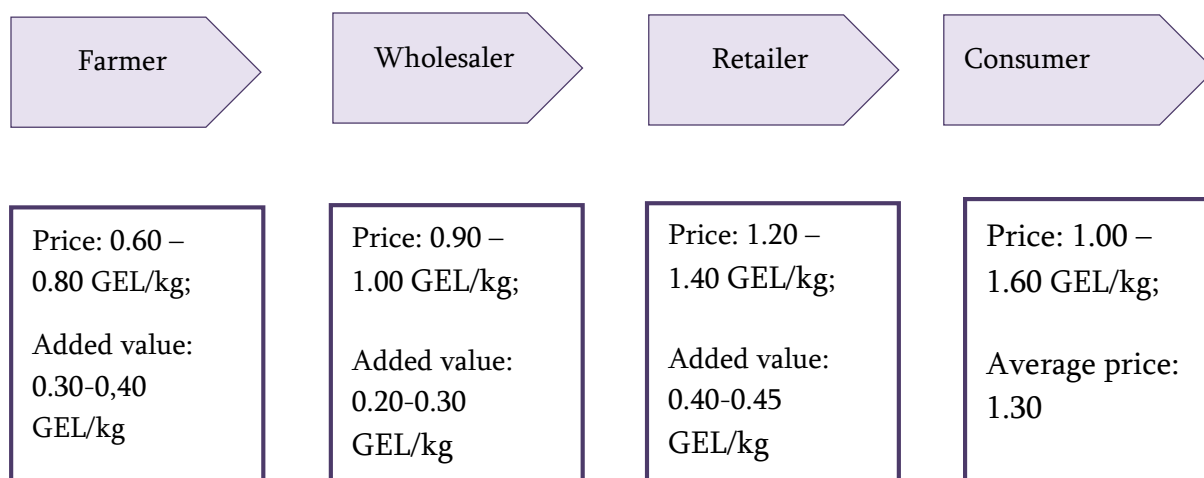 Farmer
Wholesaler
Retailer
Consumer
Price: 0.60 –
0.80 GEL/kg;
Added value:
0.30-0,40
GEL/kg
Price: 0.90 –
1.00 GEL/kg;
Added value:
0.20-0.30
GEL/kg
Price: 1.20 –
1.40 GEL/kg;
Added value:
0.40-0.45
GEL/kg
Price: 1.00 –
1.60 GEL/kg;
Average price:
1.30